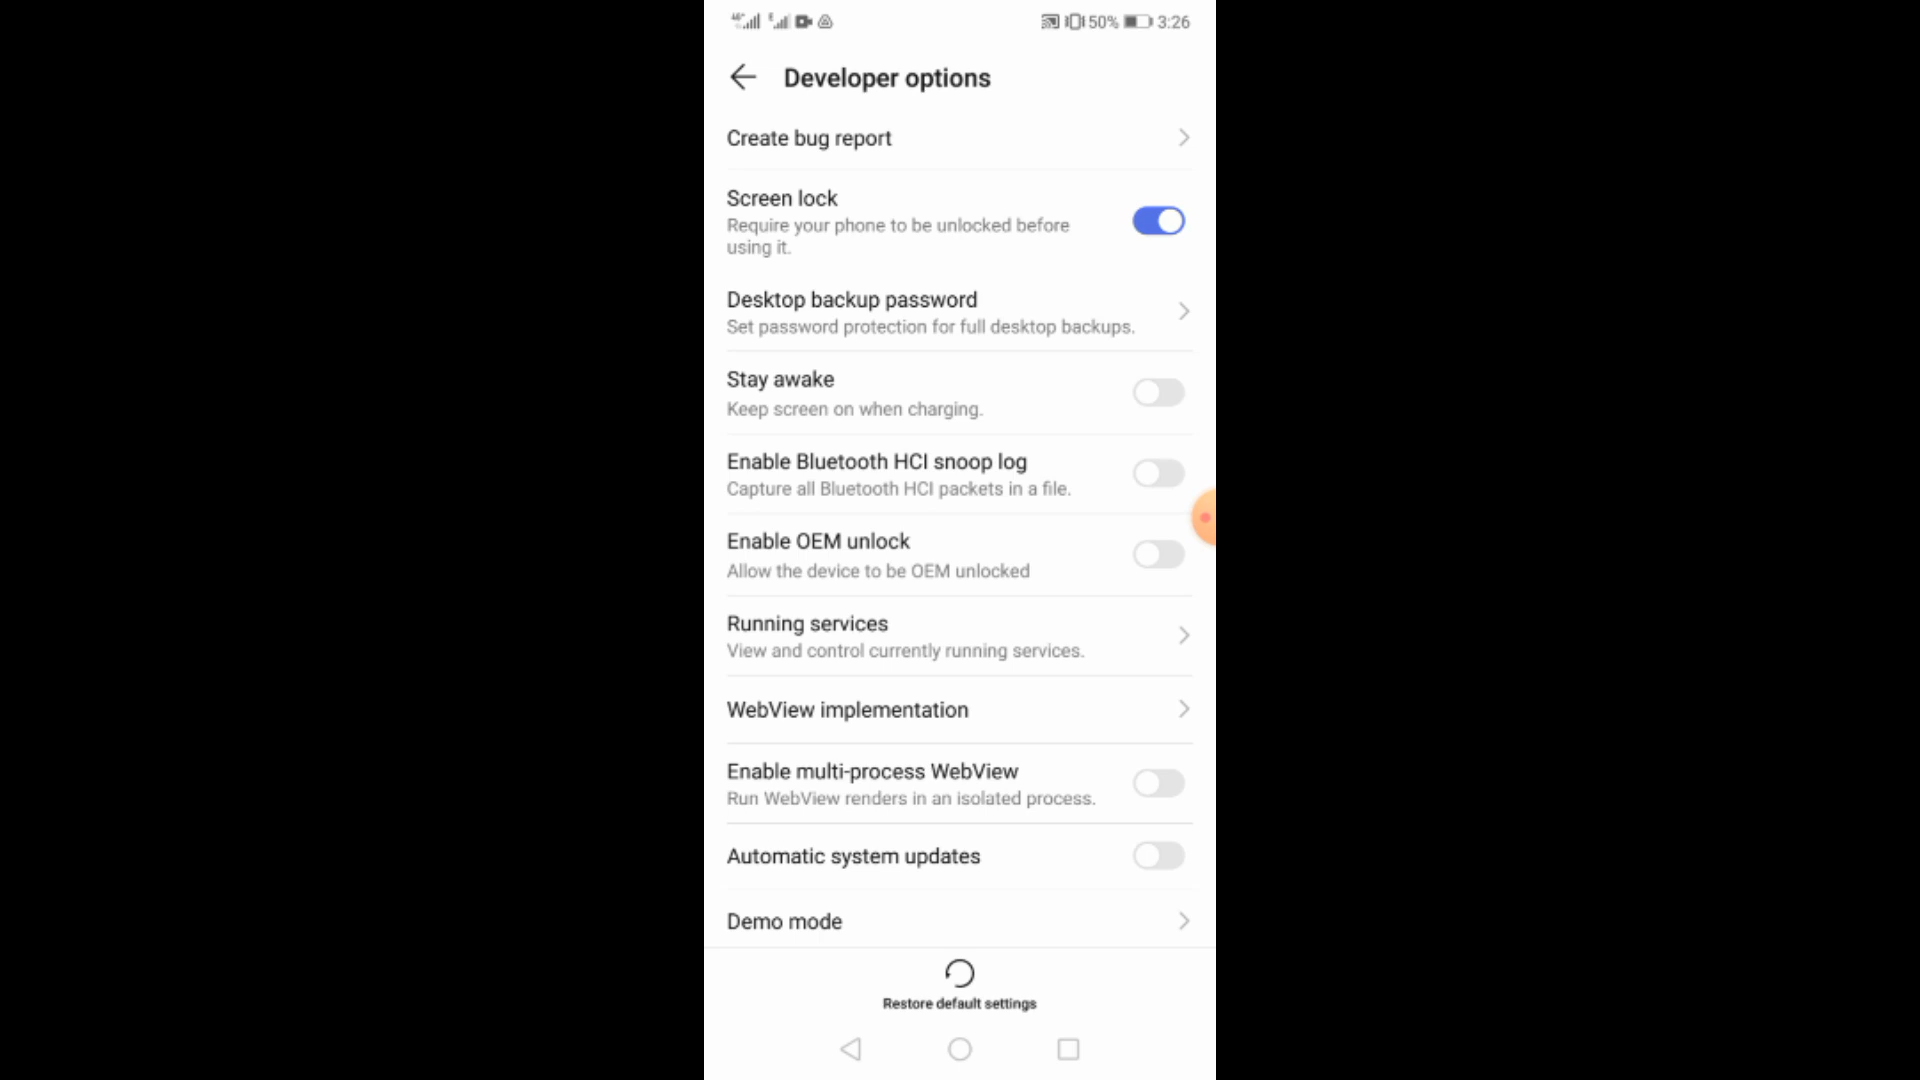 50% 3:26
Developer options
Create bug report
Screen lock
Require your phone to be unlocked before
using it.
Desktop backup password
Set password protection for full desktop backups.
Stay awake
Keep screen on when charging.
Enable Bluetooth HCI snoop log
Capture all Bluetooth HCI packets in a file.
Enable OEM unlock
Allow the device to be OEM unlocked
Running services
View and control currently running services.
WebView implementation
Enable multi-process WebView
Run WebView renders in an isolated process.
Automatic system updates
Demo mode
Restore default settings